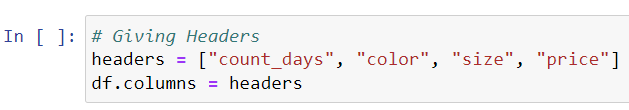 In [ ]: # Giving Headers
headers = ["count_days", "color", "size", "price"]
df.columns = headers